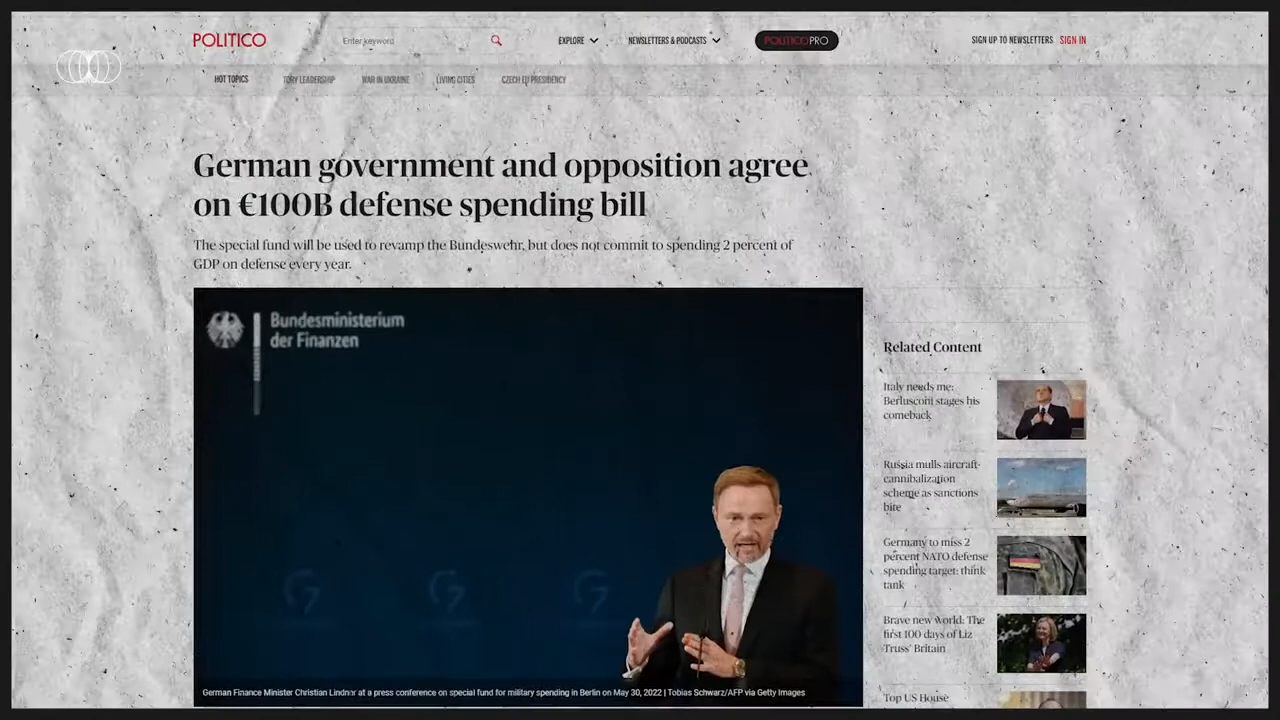 POLITICO
Enter keyword
EXPLORE
NEWSLETTERS & PODCASTS
POLITICO PRO
SIGN UP TO NEWSLETTERS
SIGN IN
HOT TOPICS
TORY LEADERSHIP
WAR IN UKRAINE
LIVING CITIES
CZECH EU PRESIDENCY
German government and opposition agree
on €100B defense spending bill
The special fund will be used to revamp the Bundeswehr, but does not commit to spending 2 percent of
GDP on defense every year.
Bundesministerium
der Finanzen
G7
G7
G7
German Finance Minister Christian Lindner at a press conference on special fund for military spending in Berlin on May 30, 2022 | Tobias Schwarz/AFP via Getty Images
Related Content
Italy needs me:
Berlusconi stages his
comeback
Russia mulls aircraft-
cannibalization
scheme as sanctions
bite
Germany to miss 2
percent NATO defense
spending target: think
tank
Brave new world: The
first 100 days of Liz
Truss' Britain
Top US House